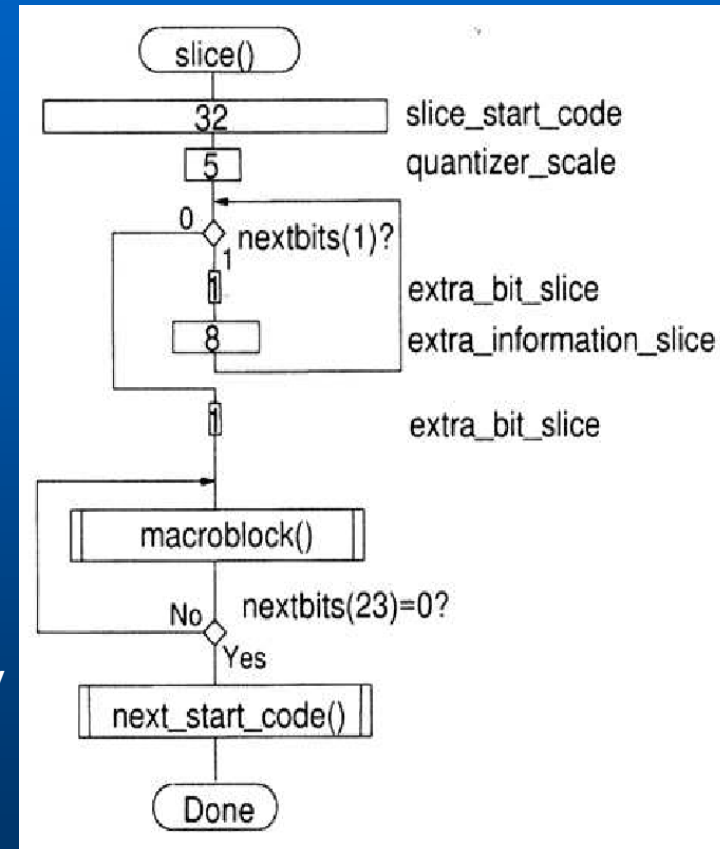 slice()
32 slice_start_code
5 quantizer_scale
0 nextbits(1)?
1
1 extra_bit_slice
8 extra_information_slice
1 extra_bit_slice
macroblock()
No nextbits(23)=0?
Yes
next_start_code()
Done